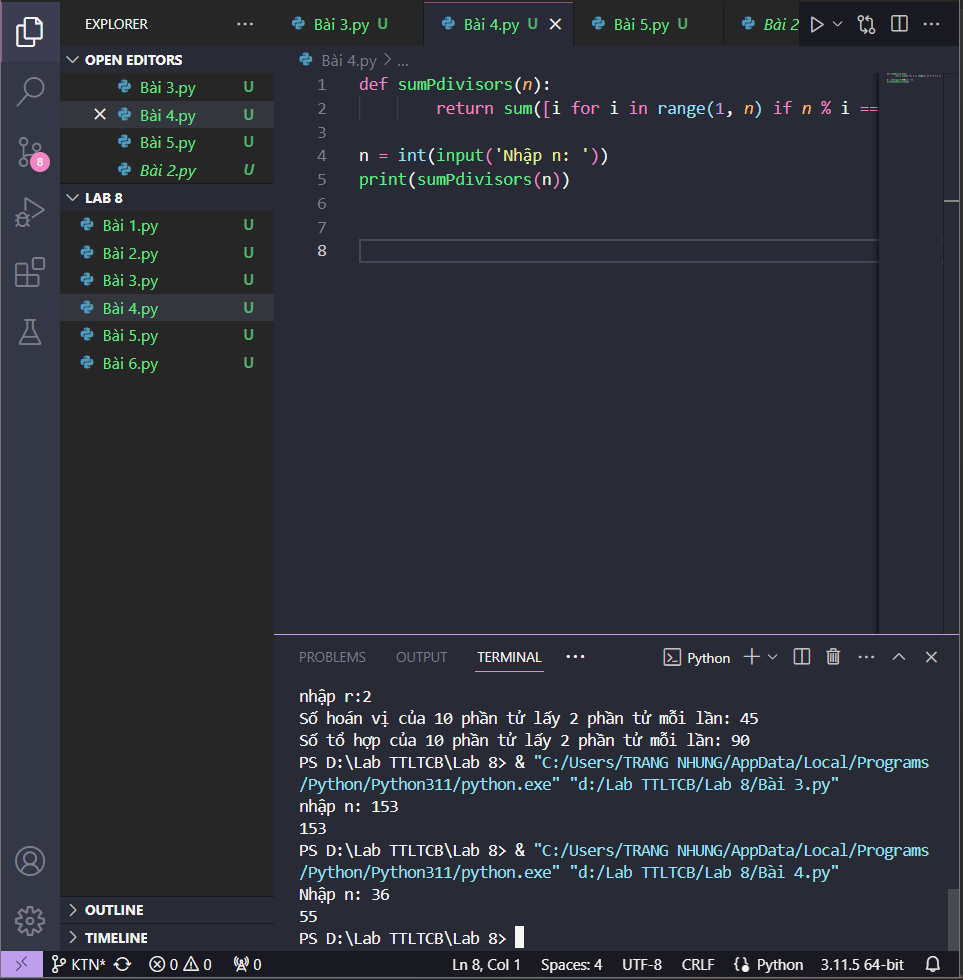 EXPLORER
OPEN EDITORS
Bài 3.py U
Bài 4.py U
Bài 5.py U
Bài 2.py U
LAB 8
Bài 1.py U
Bài 2.py U
Bài 3.py U
Bài 4.py U
Bài 5.py U
Bài 6.py U
8
OUTLINE
TIMELINE
Bài 3.py U Bài 4.py U Bài 5.py U Bài 2
Bài 4.py > ...
1 def sumPdivisors(n):
2 return sum([i for i in range(1, n) if n % i ==
3
4 n = int(input('Nhập n: '))
5 print(sumPdivisors(n))
6
7
8
PROBLEMS OUTPUT TERMINAL ... Python
nhập r:2
Số hoán vị của 10 phần tử lấy 2 phần tử mỗi lần: 45
Số tổ hợp của 10 phần tử lấy 2 phần tử mỗi lần: 90
PS D:\Lab TTLTCB\Lab 8> & "C:/Users/TRANG NHUNG/AppData/Local/Programs
/Python/Python311/python.exe" "d:/Lab TTLTCB/Lab 8/Bài 3.py"
nhập n: 153
153
PS D:\Lab TTLTCB\Lab 8> & "C:/Users/TRANG NHUNG/AppData/Local/Programs
/Python/Python311/python.exe" "d:/Lab TTLTCB/Lab 8/Bài 4.py"
Nhập n: 36
55
PS D:\Lab TTLTCB\Lab 8>
KTN* 0 0 0 Ln 8, Col 1 Spaces: 4 UTF-8 CRLF Python 3.11.5 64-bit